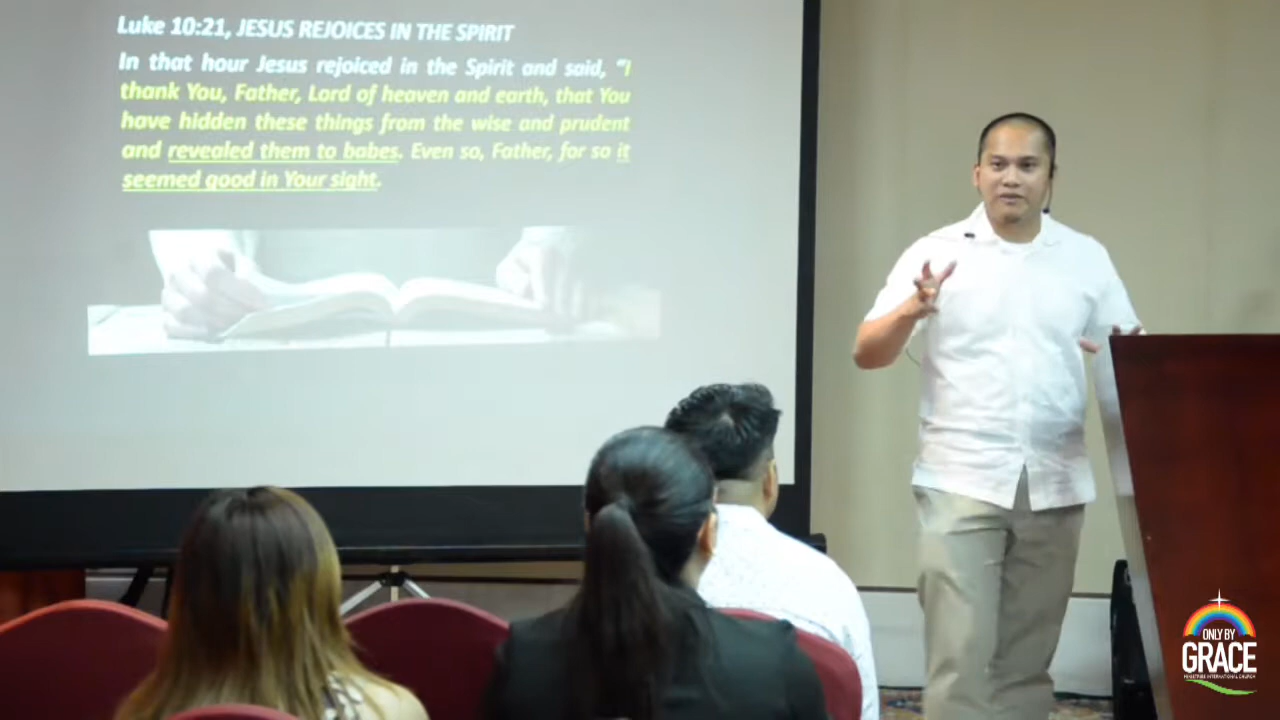 Luke 10:21, JESUS REJOICES IN THE SPIRIT
In that hour Jesus rejoiced in the Spirit and said, "I
thank You, Father, Lord of heaven and earth, that You
have hidden these things from the wise and prudent
and revealed them to babes. Even so, Father, for so it
seemed good in Your sight.
ONLY BY
GRACE
INTERNATIONAL CHURCH